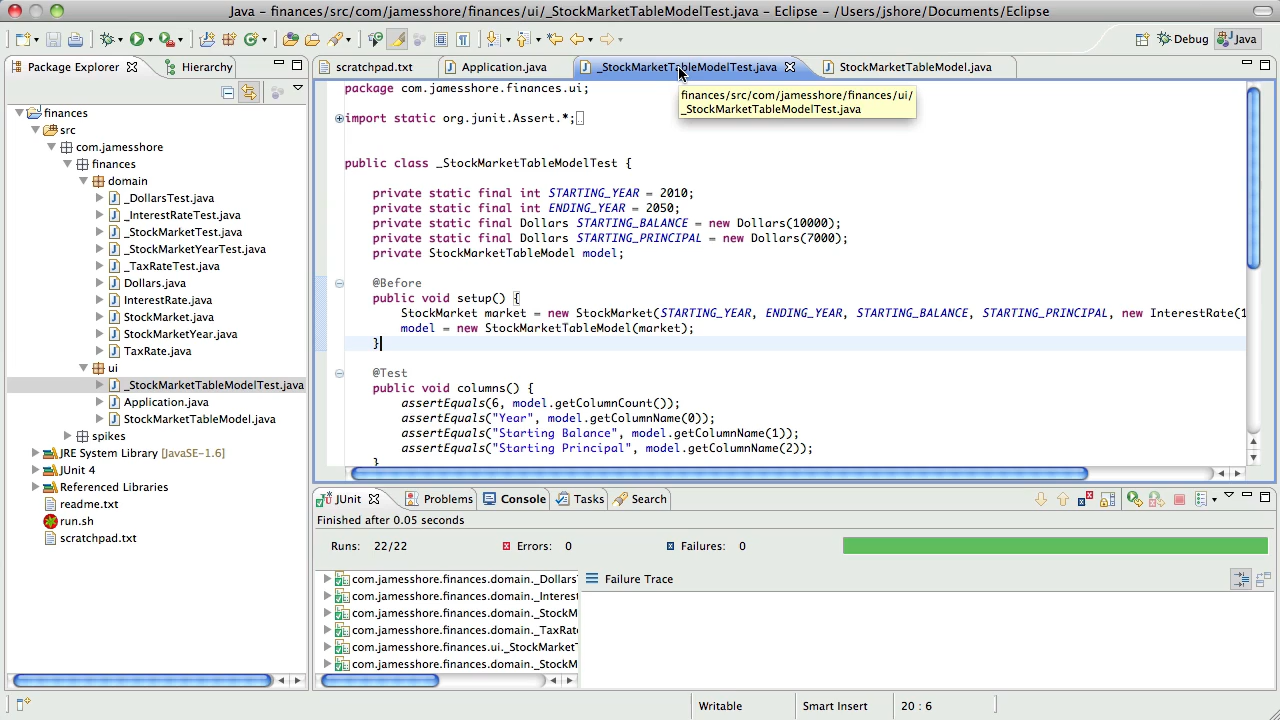 Java – finances/src/com/jamesshore/finances/ui/_StockMarketTableModelTest.java – Eclipse – /Users/jshore/Documents/Eclipse
Debug
Java
Package Explorer
Hierarchy
scratchpad.txt
Application.java
_StockMarketTableModelTest.java
StockMarketTableModel.java
finances/src/com/jamesshore/finances/ui/
_StockMarketTableModelTest.java
finances
src
com.jamesshore
finances
domain
_DollarsTest.java
_InterestRateTest.java
_StockMarketTest.java
_StockMarketYearTest.java
_TaxRateTest.java
Dollars.java
InterestRate.java
StockMarket.java
StockMarketYear.java
TaxRate.java
ui
_StockMarketTableModelTest.java
Application.java
StockMarketTableModel.java
spikes
JRE System Library [JavaSE-1.6]
JUnit 4
Referenced Libraries
readme.txt
run.sh
scratchpad.txt
package com.jamesshore.finances.ui;
import static org.junit.Assert.*;
public class _StockMarketTableModelTest {
private static final int STARTING_YEAR = 2010;
private static final int ENDING_YEAR = 2050;
private static final Dollars STARTING_BALANCE = new Dollars(10000);
private static final Dollars STARTING_PRINCIPAL = new Dollars(7000);
private StockMarketTableModel model;
@Before
public void setup() {
StockMarket market = new StockMarket(STARTING_YEAR, ENDING_YEAR, STARTING_BALANCE, STARTING_PRINCIPAL, new InterestRate(1
model = new StockMarketTableModel(market);
}
@Test
public void columns() {
assertEquals(6, model.getColumnCount());
assertEquals("Year", model.getColumnName(0));
assertEquals("Starting Balance", model.getColumnName(1));
assertEquals("Starting Principal", model.getColumnName(2));
}
JUnit
Problems
Console
Tasks
Search
Finished after 0.05 seconds
Runs: 22/22
Errors: 0
Failures: 0
com.jamesshore.finances.domain._Dollars
com.jamesshore.finances.domain._Interest
com.jamesshore.finances.domain._StockM
com.jamesshore.finances.domain._TaxRate
com.jamesshore.finances.ui._StockMarket
com.jamesshore.finances.domain._StockM
Failure Trace
Writable
Smart Insert
20 : 6